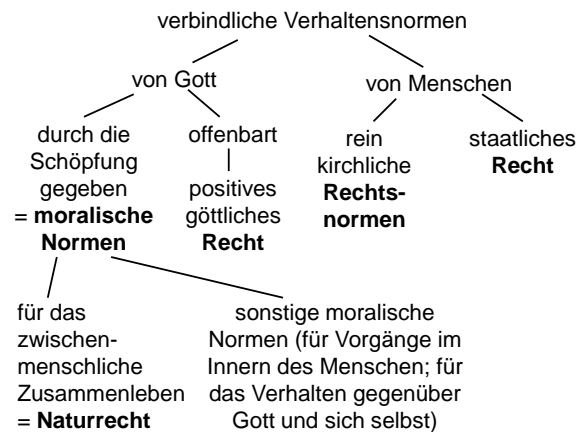 verbindliche Verhaltensnormen
von Gott
von Menschen
durch die
Schöpfung
gegeben
= moralische
Normen
offenbart
positives
göttliches
Recht
rein
kirchliche
Rechts-
normen
staatliches
Recht
für das
zwischen-
menschliche
Zusammenleben
= Naturrecht
sonstige moralische
Normen (für Vorgänge im
Innern des Menschen; für
das Verhalten gegenüber
Gott und sich selbst)